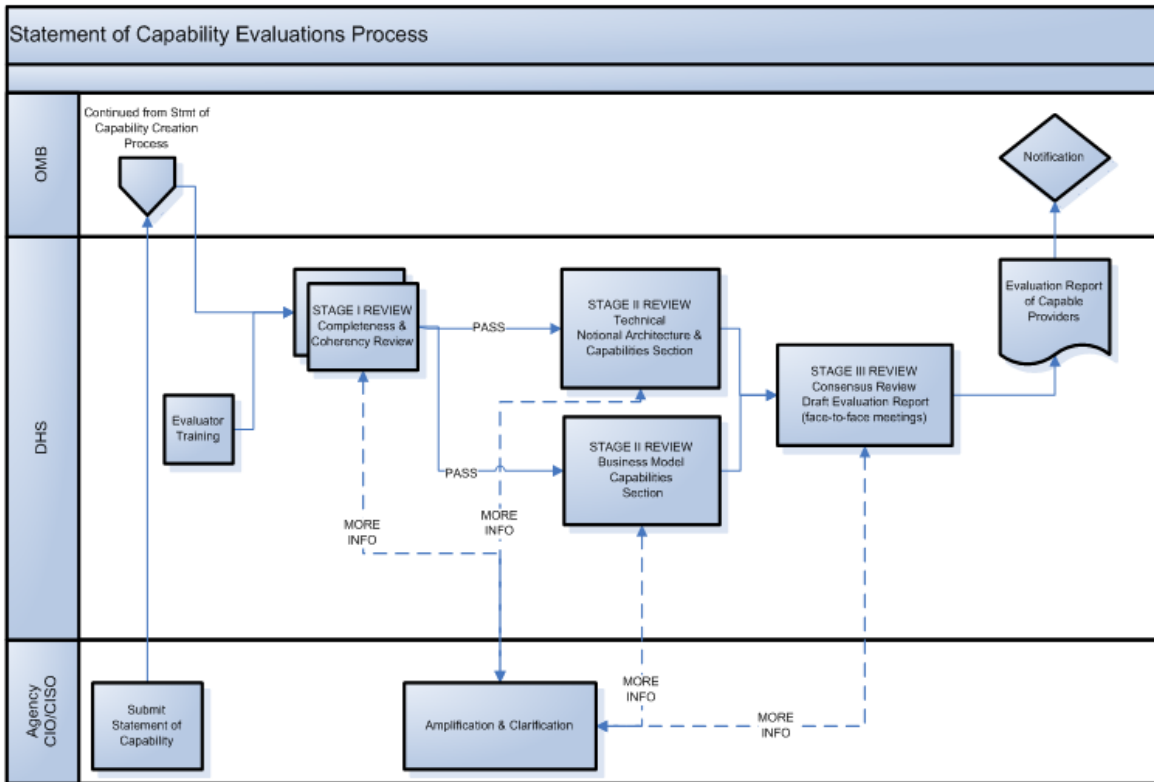 Statement of Capability Evaluations Process
OMB
Continued from Stmt of
Capability Creation
Process
Notification
DHS
Evaluator
Training
STAGE I REVIEW
Completeness &
Coherency Review
PASS
PASS
STAGE II REVIEW
Technical
Notional Architecture &
Capabilities Section
STAGE II REVIEW
Business Model
Capabilities
Section
STAGE III REVIEW
Consensus Review
Draft Evaluation Report
(face-to-face meetings)
Evaluation Report
of Capable
Providers
MORE
INFO
MORE
INFO
Agency
CIO/CISO
Submit
Statement of
Capability
Amplification & Clarification
MORE
INFO
MORE
INFO